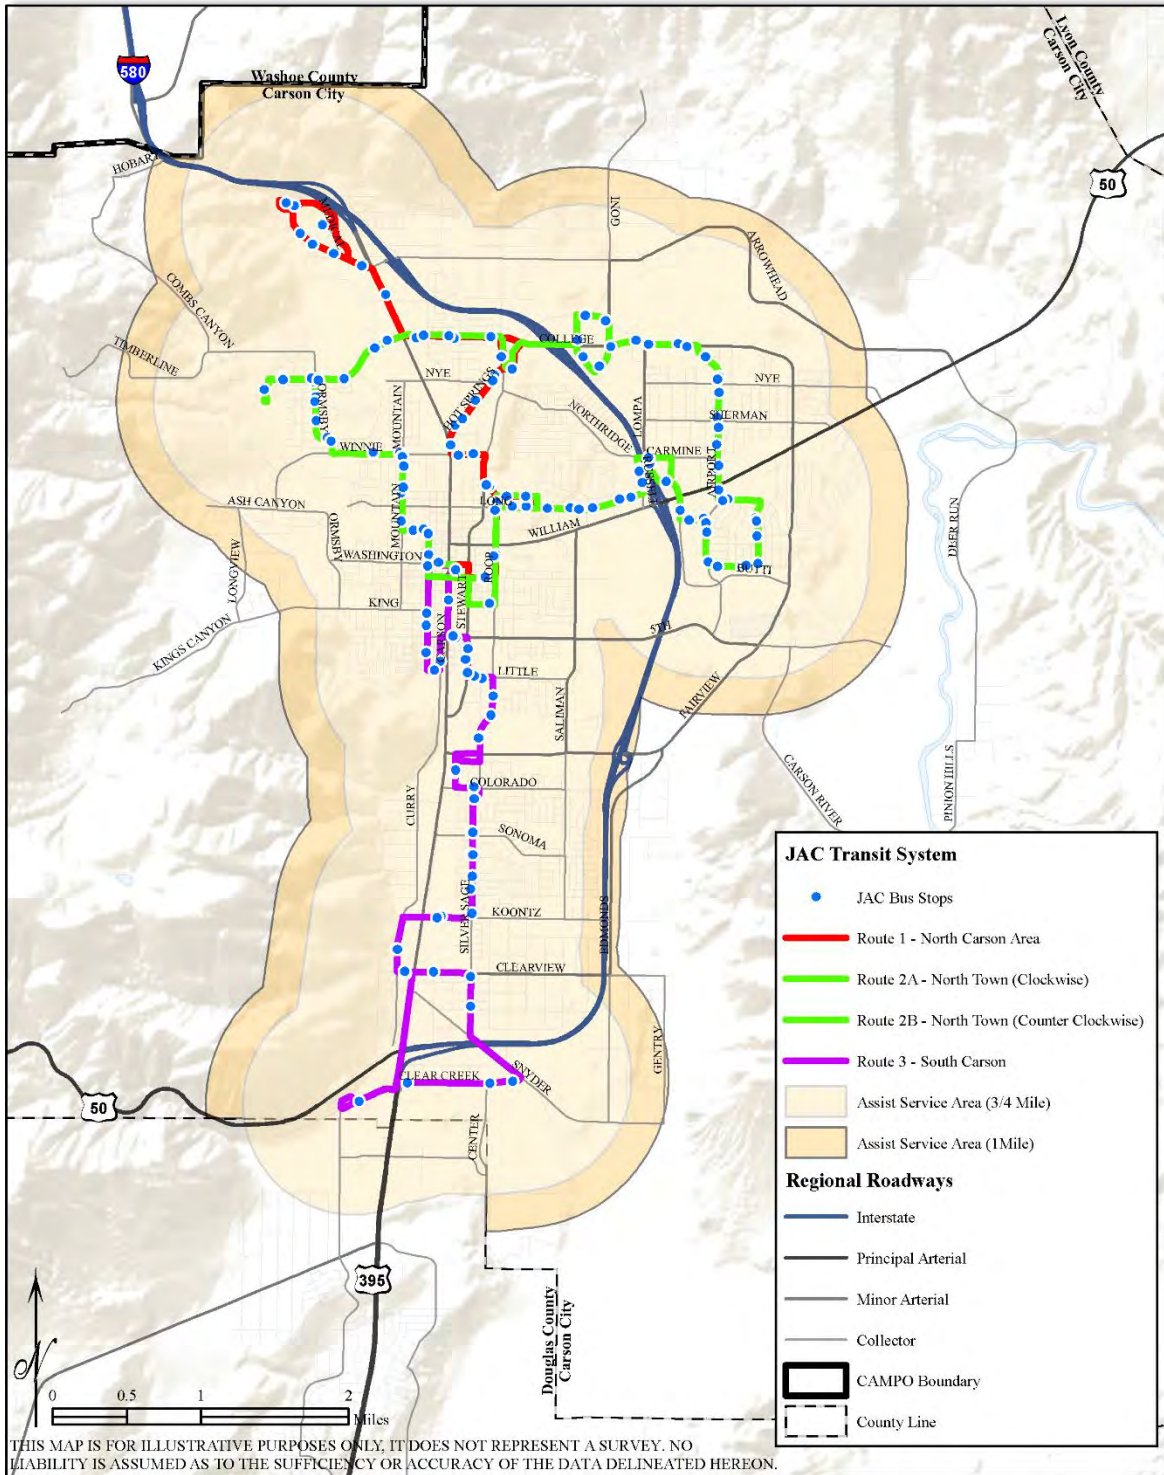 580
Washoe County
Carson City
Lyon County
Carson City
50
HOBART
MEDICAL
GONI
ARROWHEAD
COMBS CANYON
TIMBERLINE
COLLEGE
NYE
HOT SPRINGS
NYE
ORMSBY
MOUNTAIN
NORTHRIDGE
LOMPA
SHERMAN
WINNIE
CARMINE
RUSSELL
AIRPORT
ASH CANYON
LONG
MOUNTAIN
ORMSBY
WILLIAM
DEER RUN
WASHINGTON
ROOP
BUTTI
LONGVIEW
STEWART
KING
KINGS CANYON
CARSON
5TH
LITTLE
SALIMAN
FAIRVIEW
CARSON RIVER
PINION HILLS
COLORADO
CURRY
SONOMA
SILVER SAGE
KOONTZ
EDMONDS
CLEARVIEW
GENTRY
SNYDER
CLEAR CREEK
50
CENTER
395
Douglas County
Carson City
JAC Transit System
JAC Bus Stops
Route 1 - North Carson Area
Route 2A - North Town (Clockwise)
Route 2B - North Town (Counter Clockwise)
Route 3 - South Carson
Assist Service Area (3/4 Mile)
Assist Service Area (1Mile)
Regional Roadways
Interstate
Principal Arterial
Minor Arterial
Collector
CAMPO Boundary
County Line
N
0 0.5 1 2
Miles
THIS MAP IS FOR ILLUSTRATIVE PURPOSES ONLY, IT DOES NOT REPRESENT A SURVEY. NO
LIABILITY IS ASSUMED AS TO THE SUFFICIENCY OR ACCURACY OF THE DATA DELINEATED HEREON.